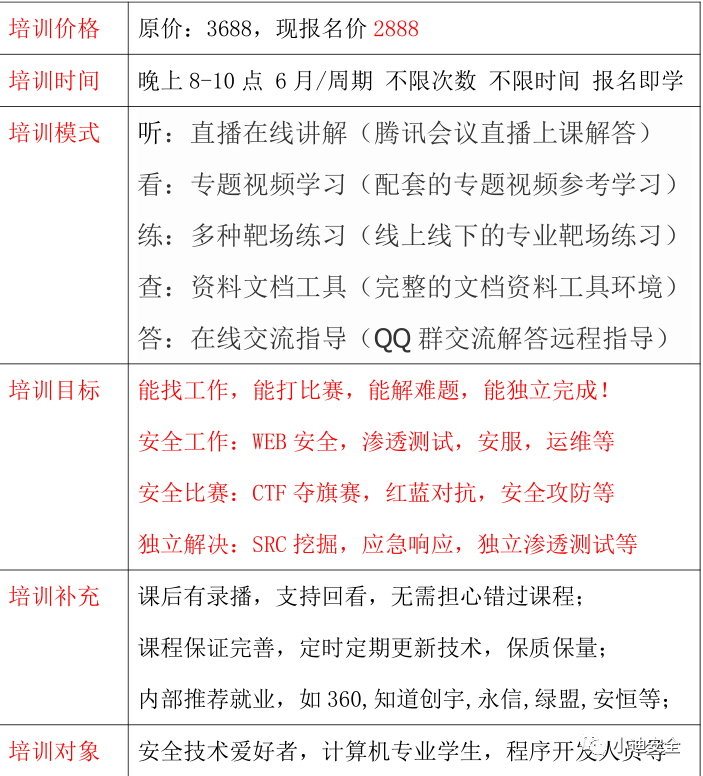 培训价格 原价：3688，现报名价 2888
培训时间 晚上 8-10 点 6 月/周期 不限次数 不限时间 报名即学
培训模式 听：直播在线讲解（腾讯会议直播上课解答）
看：专题视频学习（配套的专题视频参考学习）
练：多种靶场练习（线上线下的专业靶场练习）
查：资料文档工具（完整的文档资料工具环境）
答：在线交流指导（QQ 群交流解答远程指导）
培训目标 能找工作，能打比赛，能解难题，能独立完成！
安全工作：WEB 安全，渗透测试，安服，运维等
安全比赛：CTF 夺旗赛，红蓝对抗，安全攻防等
独立解决：SRC 挖掘，应急响应，独立渗透测试等
培训补充 课后有录播，支持回看，无需担心错过课程；
课程保证完善，定时定期更新技术，保质保量；
内部推荐就业，如 360,知道创宇,永信,绿盟,安恒等；
培训对象 安全技术爱好者，计算机专业学生，程序开发人员等
小迪安全